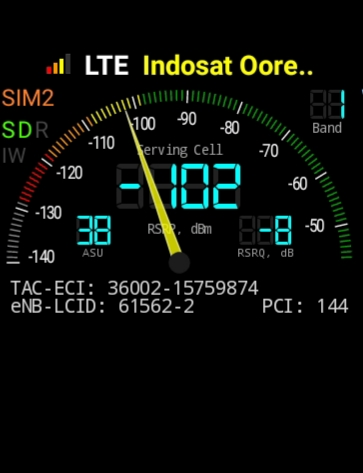 LTE Indosat Oore..
SIM2
SDR
IW
1
Band
-140
-130
-120
-110
-100
-90
-80
-70
-60
-50
Serving Cell
-102
RSRP, dBm
38
ASU
-8
RSRQ, dB
TAC-ECI: 36002-15759874
eNB-LCID: 61562-2 PCI: 144